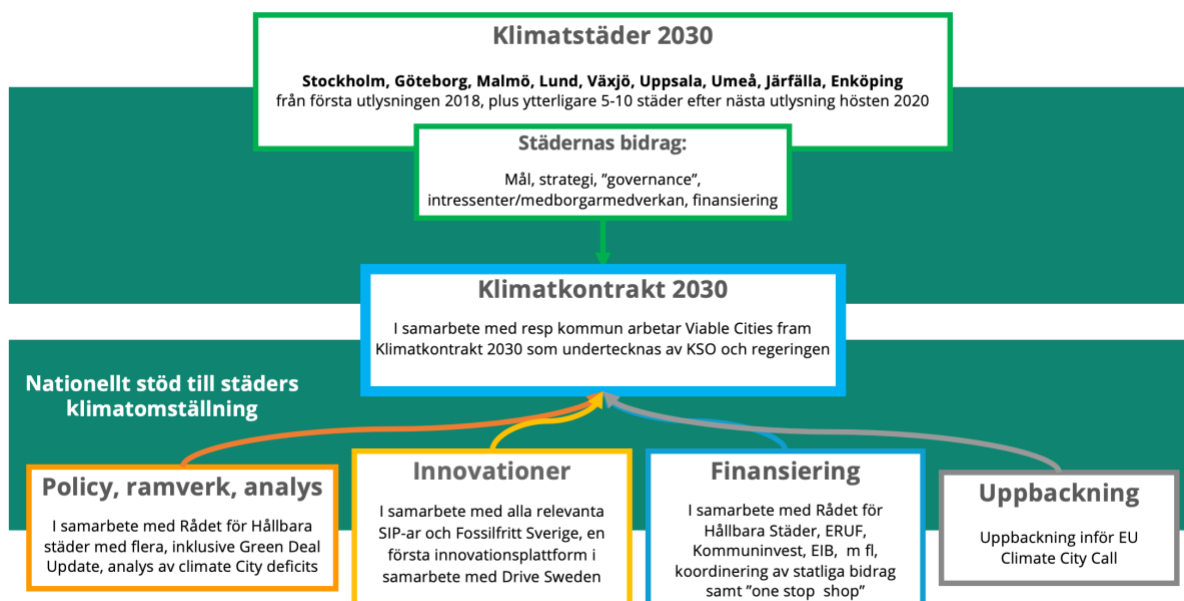 Klimatstäder 2030
Stockholm, Göteborg, Malmö, Lund, Växjö, Uppsala, Umeå, Järfälla, Enköping
från första utlysningen 2018, plus ytterligare 5-10 städer efter nästa utlysning hösten 2020
Städernas bidrag:
Mål, strategi, ”governance”,
intressenter/medborgarmedverkan, finansiering
Klimatkontrakt 2030
I samarbete med resp kommun arbetar Viable Cities fram
Klimatkontrakt 2030 som undertecknas av KSO och regeringen
Nationellt stöd till städers
klimatomställning
Policy, ramverk, analys
I samarbete med Rådet för Hållbara
städer med flera, inklusive Green Deal
Update, analys av climate City deficits
Innovationer
I samarbete med alla relevanta
SIP-ar och Fossilfritt Sverige, en
första innovationsplattform i
samarbete med Drive Sweden
Finansiering
I samarbete med Rådet för
Hållbara Städer, ERUF,
Kommuninvest, EIB, m fl,
koordinering av statliga bidrag
samt ”one stop shop”
Uppbackning
Uppbackning inför EU
Climate City Call